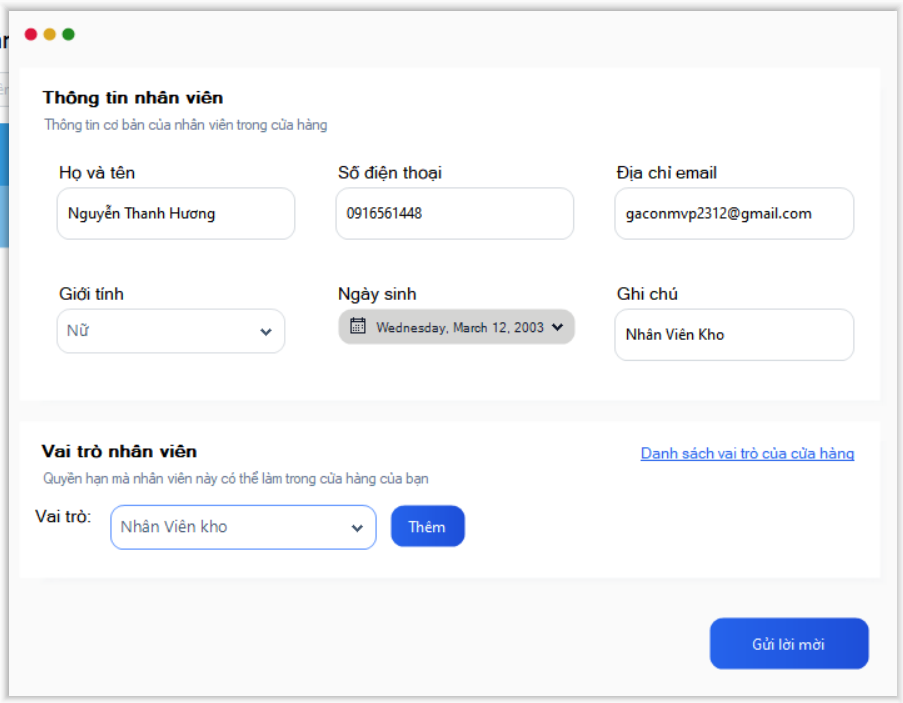 Thông tin nhân viên
Thông tin cơ bản của nhân viên trong cửa hàng
Họ và tên
Số điện thoại
Địa chỉ email
Nguyễn Thanh Hương
0916561448
gaconmvp2312@gmail.com
Giới tính
Ngày sinh
Ghi chú
Nữ
Wednesday, March 12, 2003
Nhân Viên Kho
Vai trò nhân viên
Danh sách vai trò của cửa hàng
Quyền hạn mà nhân viên này có thể làm trong cửa hàng của bạn
Vai trò:
Nhân Viên kho
Thêm
Gửi lời mời